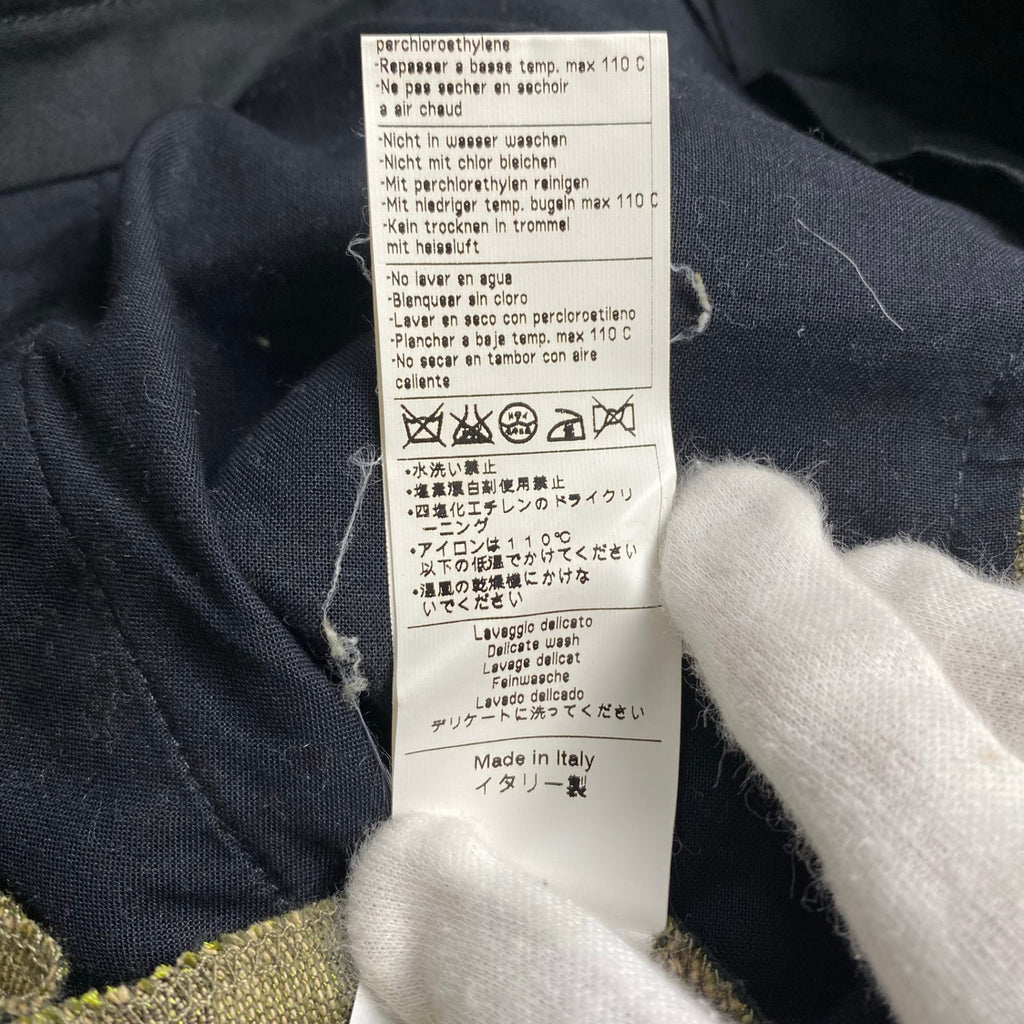 perchloroethylene
-Repasser a basse temp. max 110 C
-Ne pas secher en sechoir
a air chaud
-Nicht in wasser waschen
-Nicht mit chlor bleichen
-Mit perchlorethylen reinigen
-Mit niedriger temp. bugeln max 110 C
-Kein trocknen in trommel
mit heissluft
-No lavar en agua
-Blanquear sin cloro
-Lavar en seco con percloroetileno
-Planchar a baja temp. max 110 C
-No secar en tambor con aire
caliente
•水洗い禁止
•塩素漂白剤使用禁止
•四塩化エチレンのドライクリ
ーニング
•アイロンは110℃
以下の低温でかけてください
•温風の乾燥機にかけな
いでください
Lavaggio delicato
Delicate wash
Lavage delicat
Feinwasche
Lavado delicado
デリケートに洗ってください
Made in Italy
イタリー製